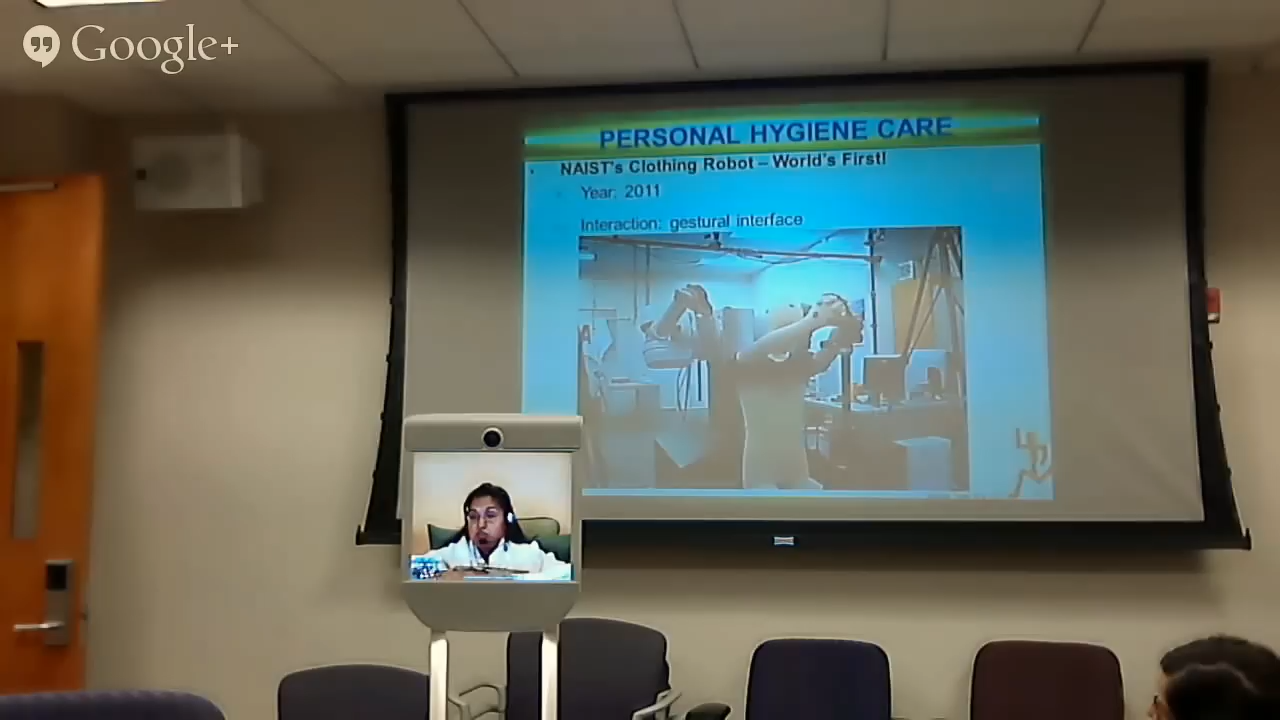 Google+
PERSONAL HYGIENE CARE
NAIST's Clothing Robot – World's First!
Year: 2011
Interaction: gestural interface